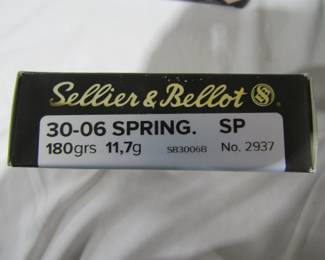 Sellier & Bellot
30-06 SPRING. SP
180grs 11,7g SB3006B No. 2937